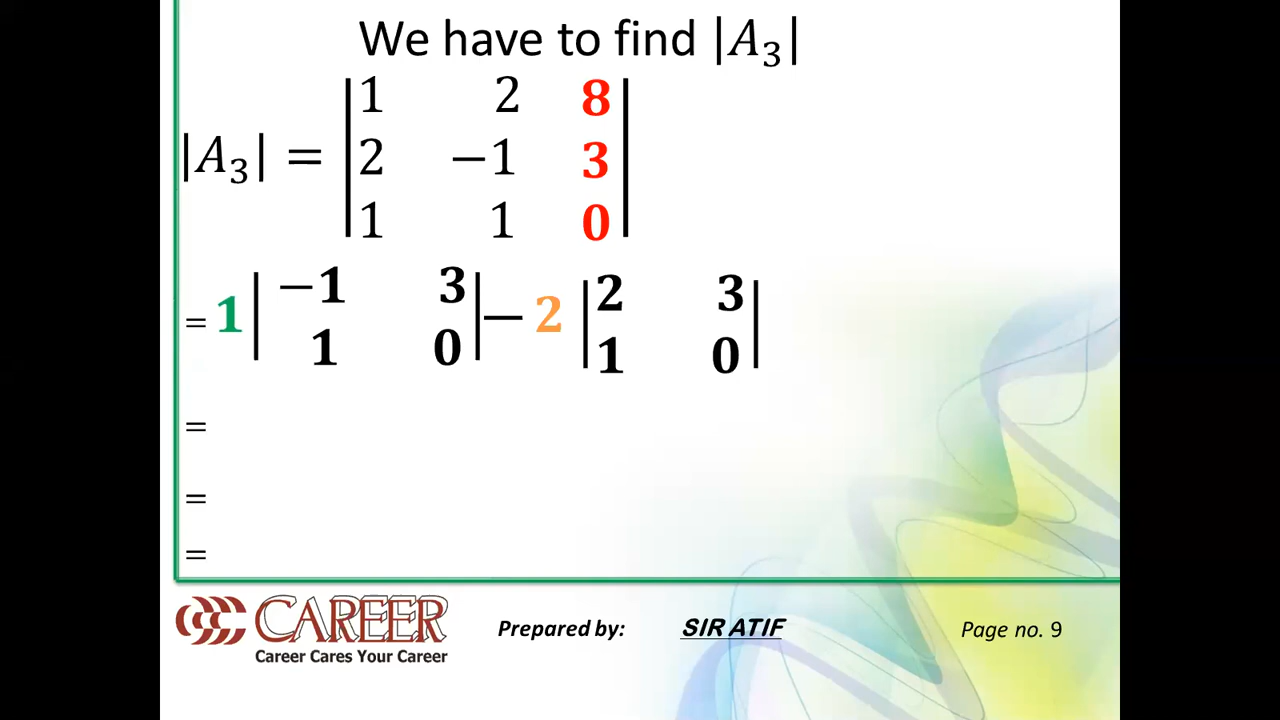 We have to find |A₃|
|A₃| = |1 2 8|
|2 −1 3|
|1 1 0|
= 1 |−1 3| − 2 |2 3|
|1 0| |1 0|
=
=
=
CAREER
Career Cares Your Career
Prepared by: SIR ATIF Page no. 9